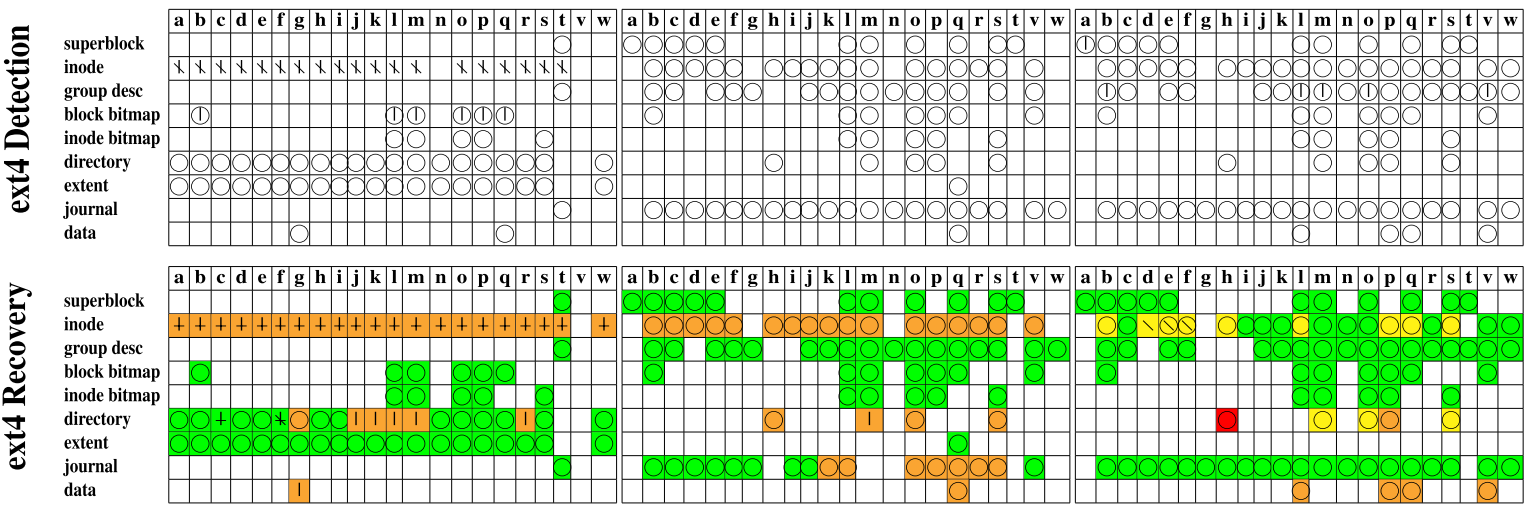 ext4 Detection
a b c d e f g h i j k l m n o p q r s t v w
a b c d e f g h i j k l m n o p q r s t v w
a b c d e f g h i j k l m n o p q r s t v w
superblock
inode
group desc
block bitmap
inode bitmap
directory
extent
journal
data
ext4 Recovery
a b c d e f g h i j k l m n o p q r s t v w
a b c d e f g h i j k l m n o p q r s t v w
a b c d e f g h i j k l m n o p q r s t v w
superblock
inode
group desc
block bitmap
inode bitmap
directory
extent
journal
data